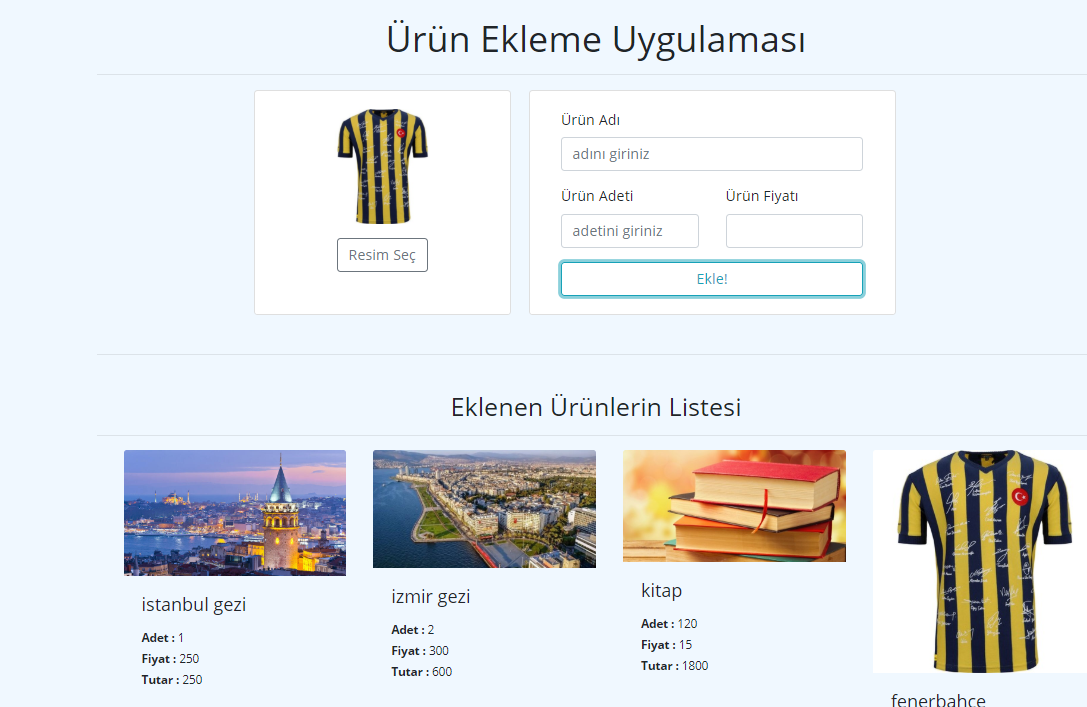 Ürün Ekleme Uygulaması
Resim Seç
Ürün Adı
adını giriniz
Ürün Adeti
Ürün Fiyatı
adetini giriniz
Ekle!
Eklenen Ürünlerin Listesi
istanbul gezi
Adet : 1
Fiyat : 250
Tutar : 250
izmir gezi
Adet : 2
Fiyat : 300
Tutar : 600
kitap
Adet : 120
Fiyat : 15
Tutar : 1800
fenerbahçe